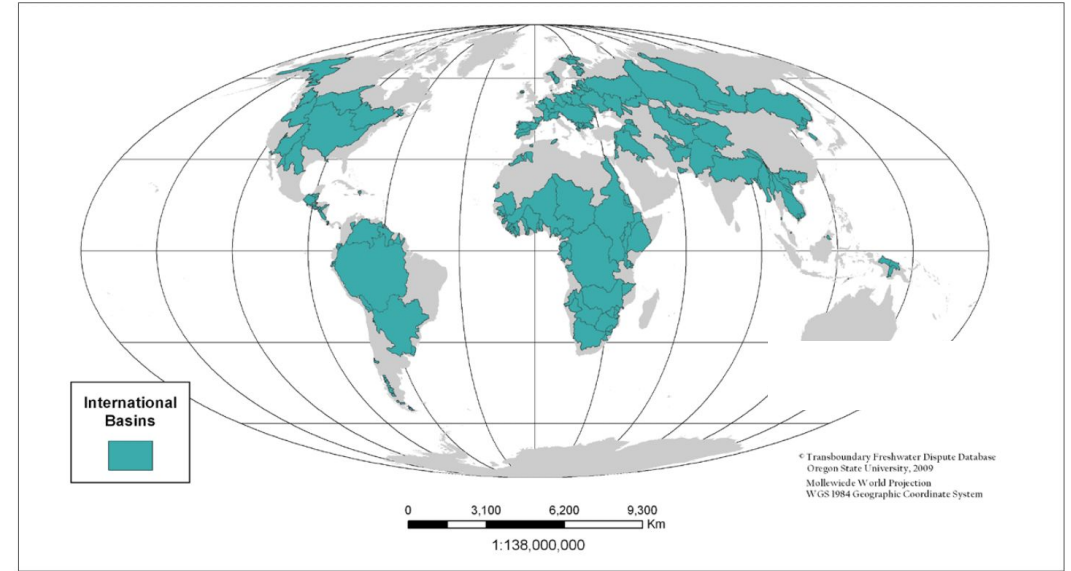 International
Basins
© Transboundary Freshwater Dispute Database
Oregon State University, 2009
Mollewiede World Projection
WGS 1984 Geographic Coordinate System
0 3,100 6,200 9,300
Km
1:138,000,000